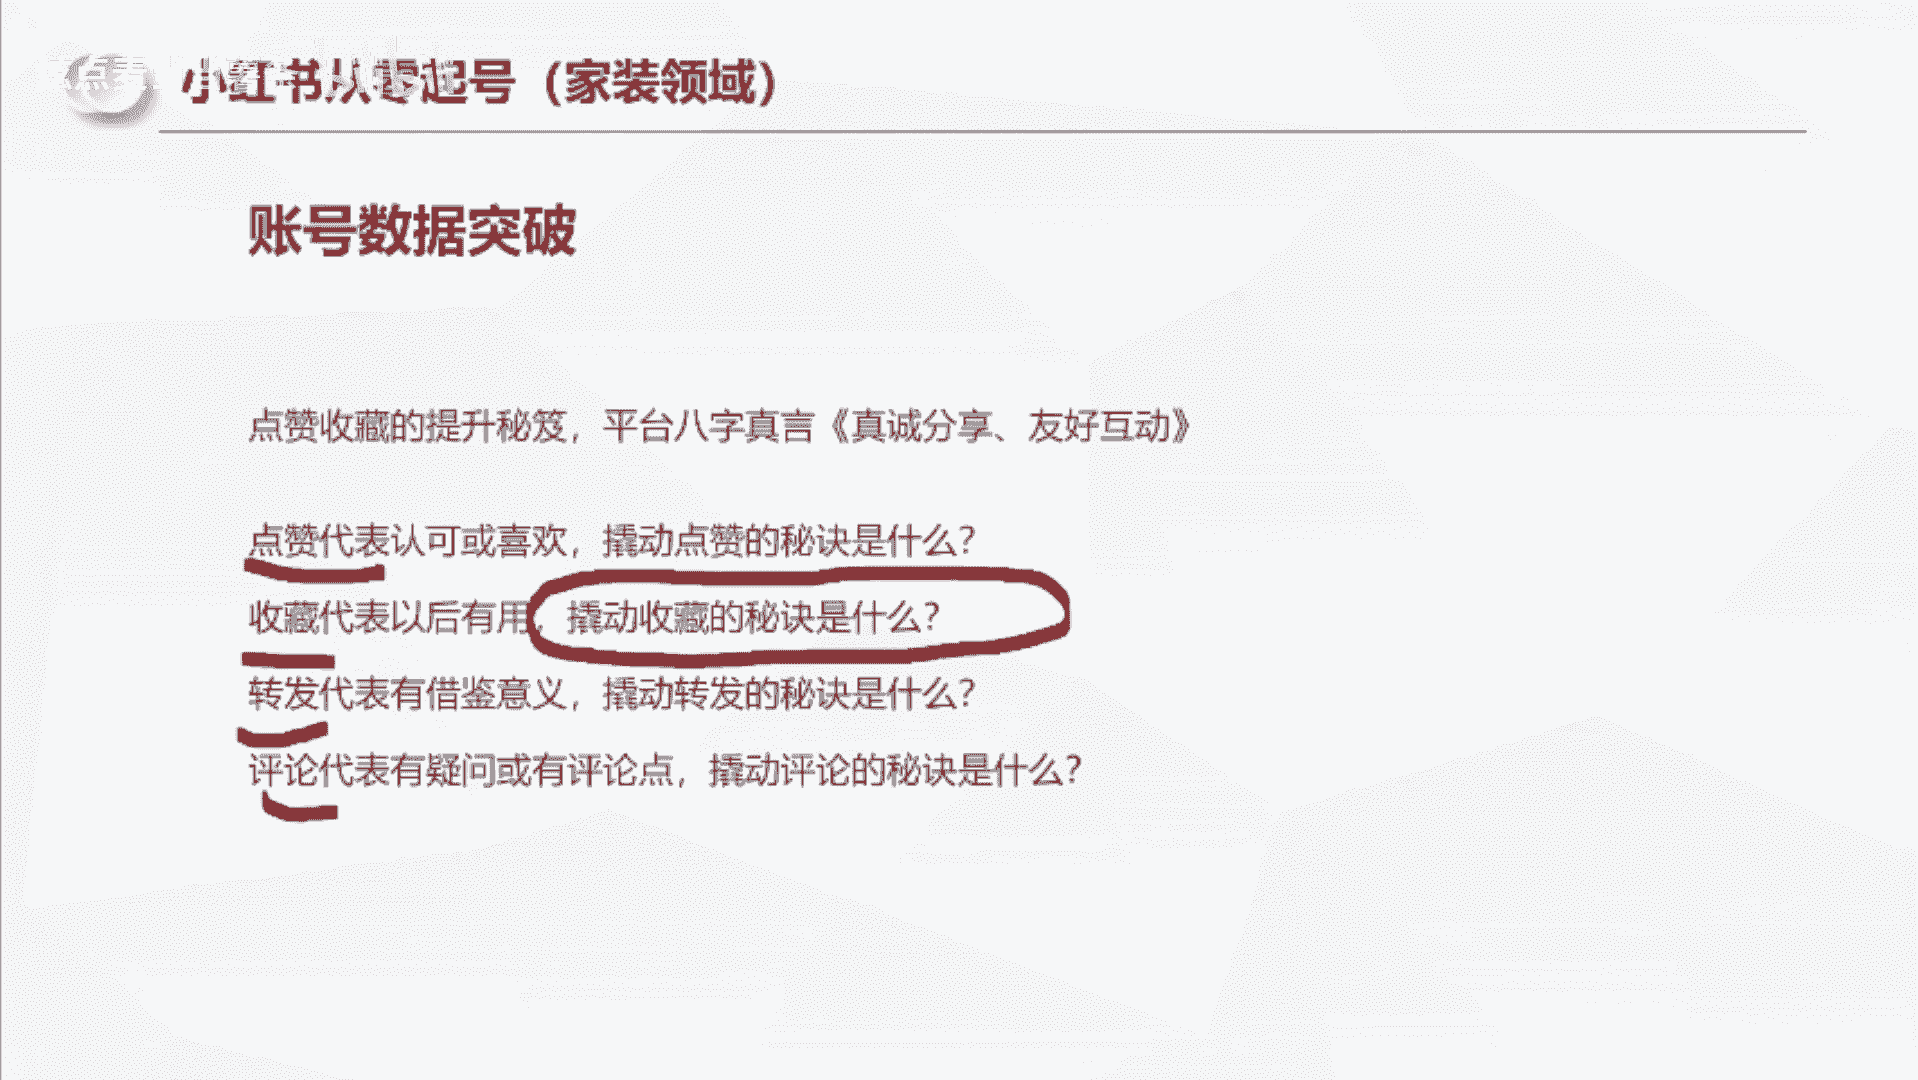 小红书从零起号（家装领域）
账号数据突破
点赞收藏的提升秘笈，平台八字真言《真诚分享、友好互动》
点赞代表认可或喜欢，撬动点赞的秘诀是什么？
收藏代表以后有用，撬动收藏的秘诀是什么？
转发代表有借鉴意义，撬动转发的秘诀是什么？
评论代表有疑问或有评论点，撬动评论的秘诀是什么？